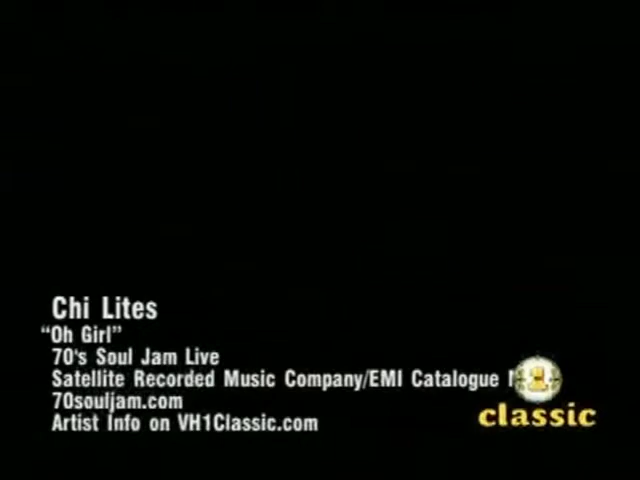 Chi Lites
“Oh Girl”
70's Soul Jam Live
Satellite Recorded Music Company/EMI Catalogue
70souljam.com
Artist Info on VH1Classic.com
1
classic